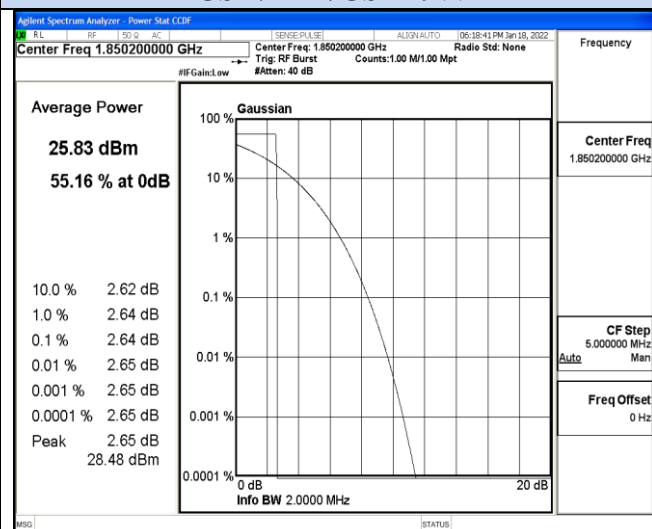 Agilent Spectrum Analyzer - Power Stat CCDF
RL RF 50 Ω AC SENSE:PULSE ALIGN AUTO 06:18:41 PM Jan 18, 2022
Center Freq 1.850200000 GHz
Center Freq: 1.850200000 GHz Radio Std: None
Trig: RF Burst Counts:1.00 M/1.00 Mpt
#IFGain:Low #Atten: 40 dB
Frequency
Average Power
25.83 dBm
55.16 % at 0dB
10.0 % 2.62 dB
1.0 % 2.64 dB
0.1 % 2.64 dB
0.01 % 2.65 dB
0.001 % 2.65 dB
0.0001 % 2.65 dB
Peak 2.65 dB
28.48 dBm
Gaussian
100 %
10 %
1 %
0.1 %
0.01 %
0.001 %
0.0001 %
0 dB 20 dB
Info BW 2.0000 MHz
Center Freq
1.850200000 GHz
CF Step
5.000000 MHz
Auto Man
Freq Offset
0 Hz
MSG STATUS